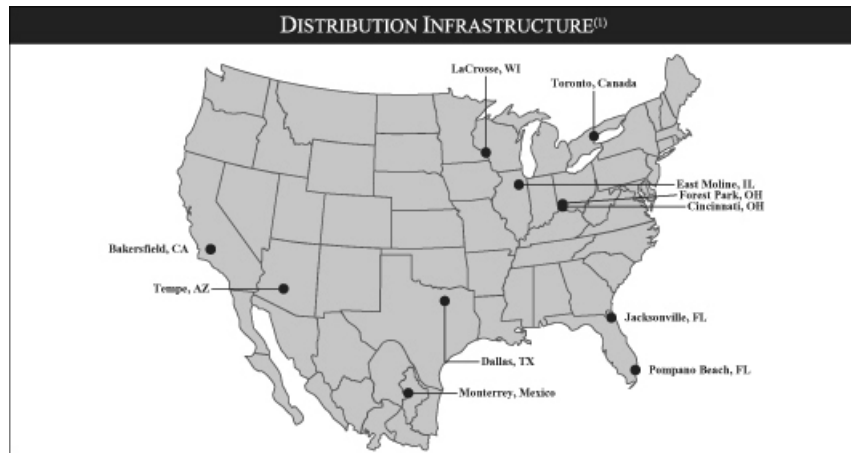 DISTRIBUTION INFRASTRUCTURE(1)
LaCrosse, WI
Toronto, Canada
East Moline, IL
Forest Park, OH
Cincinnati, OH
Bakersfield, CA
Tempe, AZ
Jacksonville, FL
Dallas, TX
Pompano Beach, FL
Monterrey, Mexico